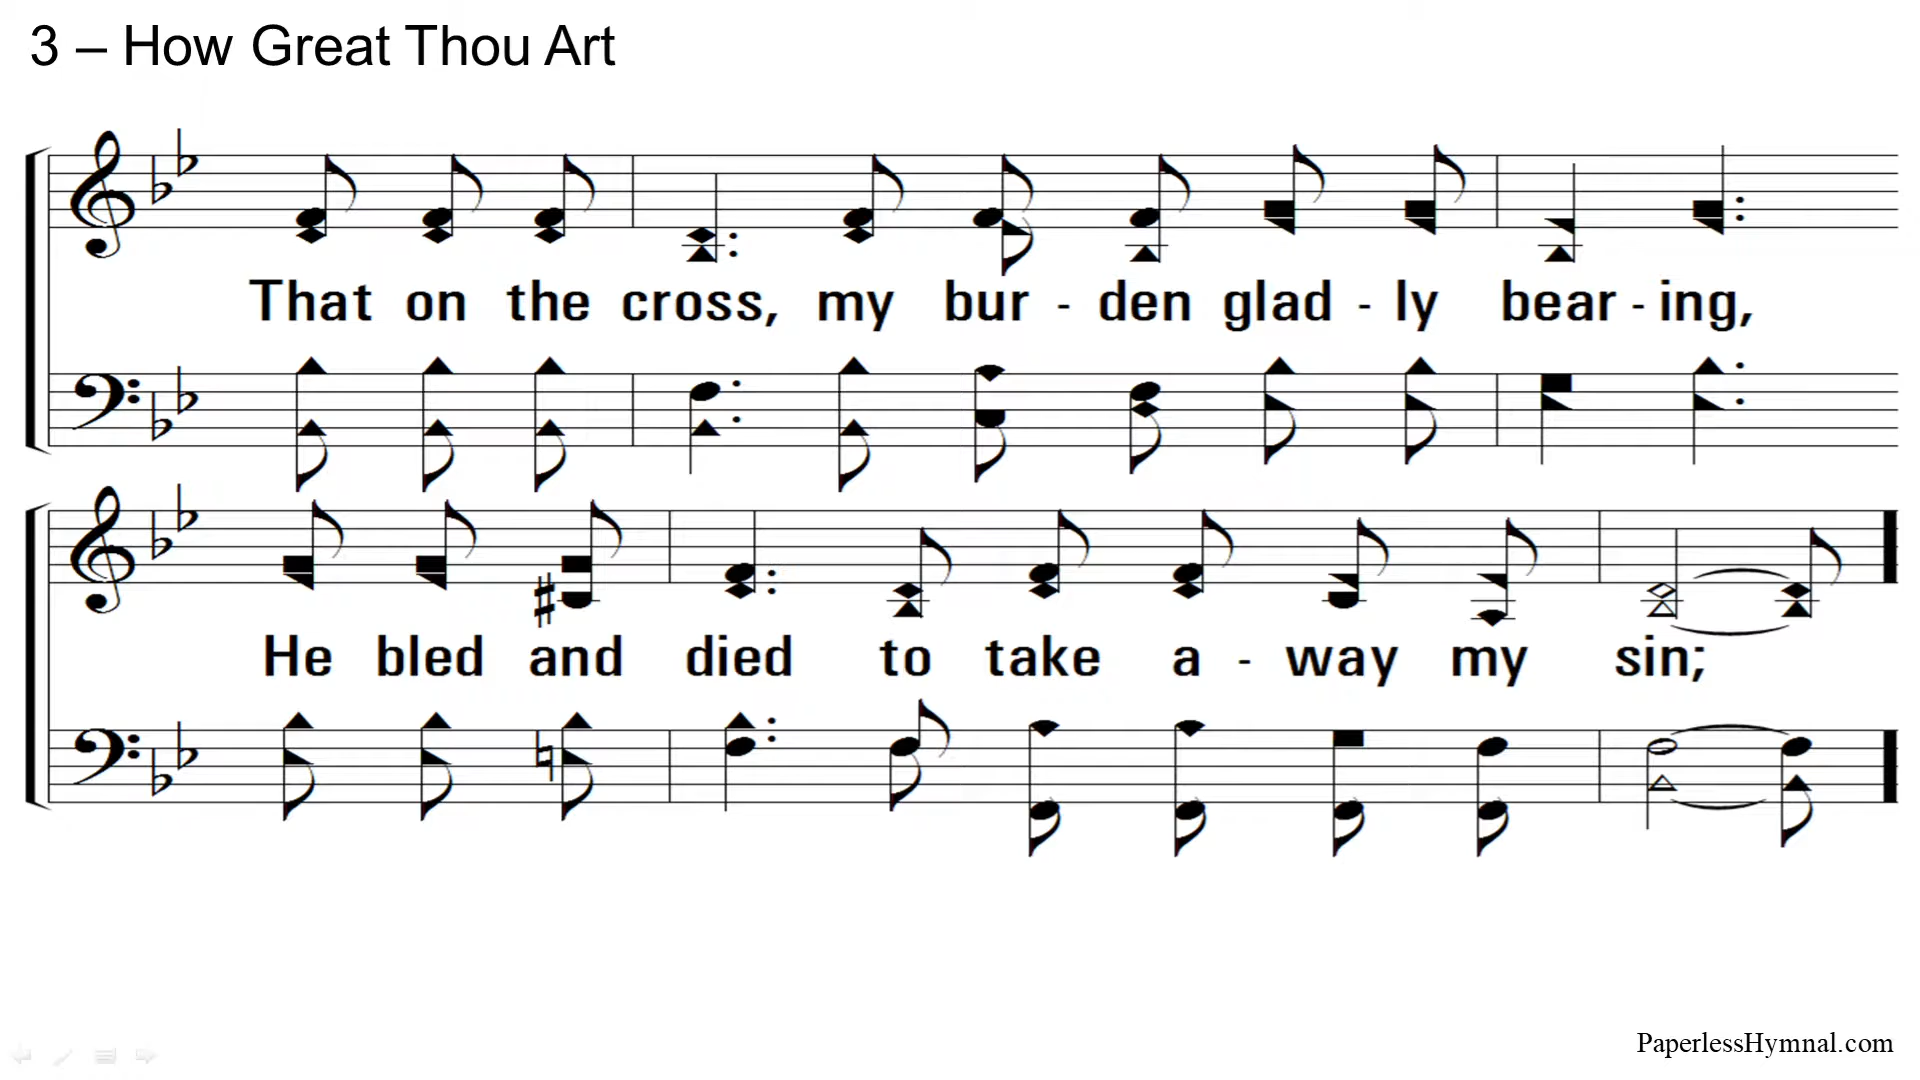 3 – How Great Thou Art
That on the cross, my bur - den glad - ly bear - ing,
He bled and died to take a - way my sin;
PaperlessHymnal.com